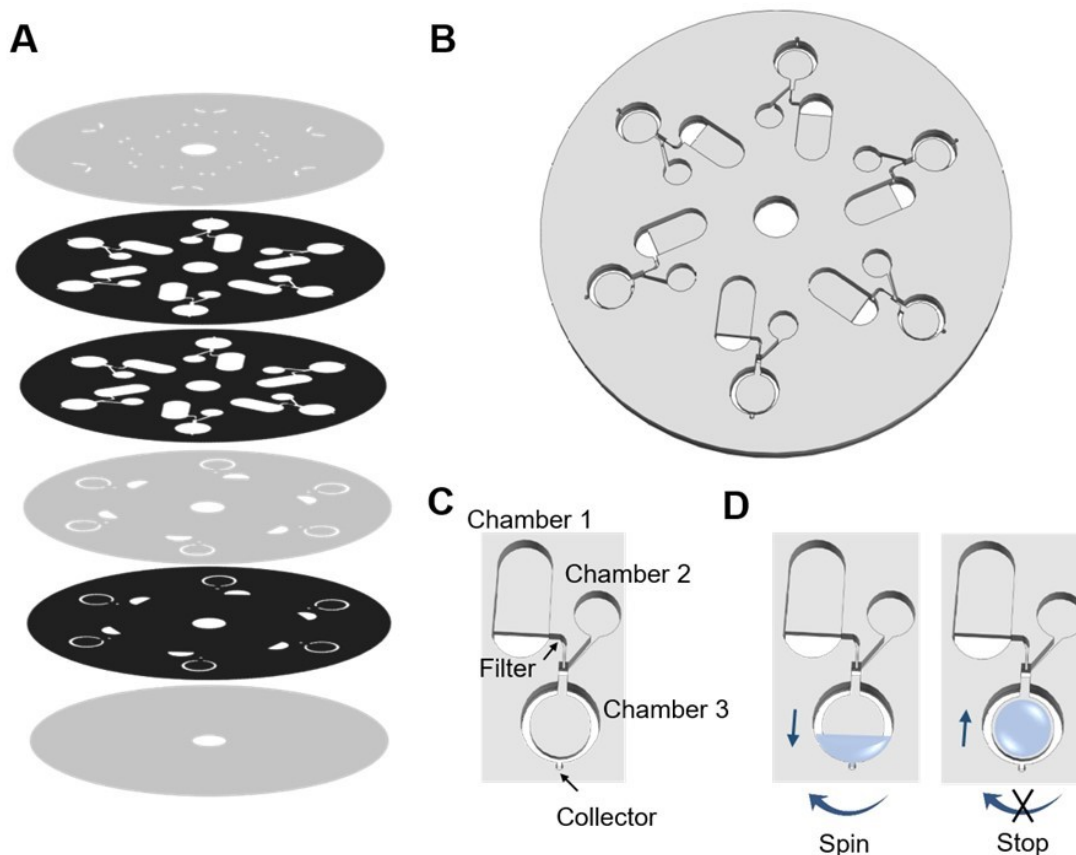 A
B
C
Chamber 1
Chamber 2
Filter
Chamber 3
Collector
D
Spin
Stop